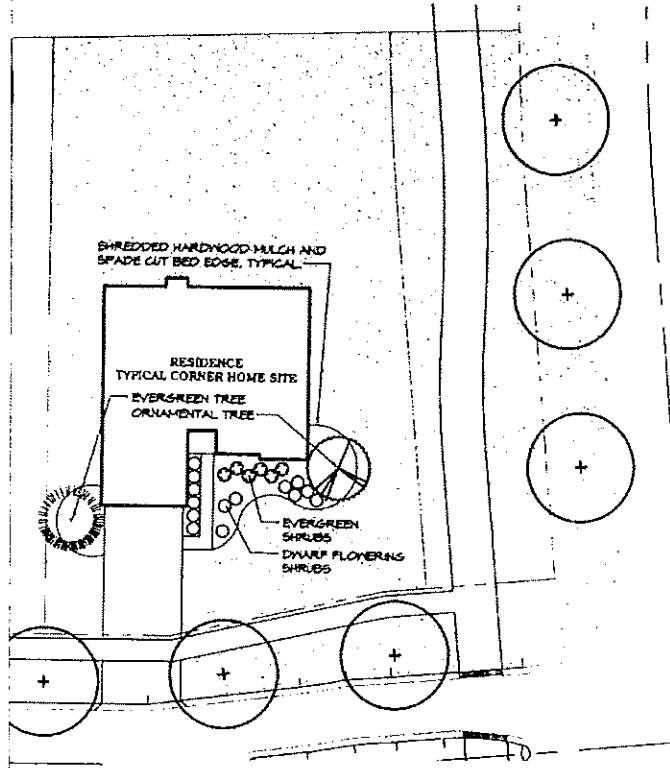 SHREDDED HARDWOOD MULCH AND
SPADE CUT BED EDGE, TYPICAL
RESIDENCE
TYPICAL CORNER HOME SITE
EVERGREEN TREE
ORNAMENTAL TREE
EVERGREEN
SHRUBS
DWARF FLOWERING
SHRUBS